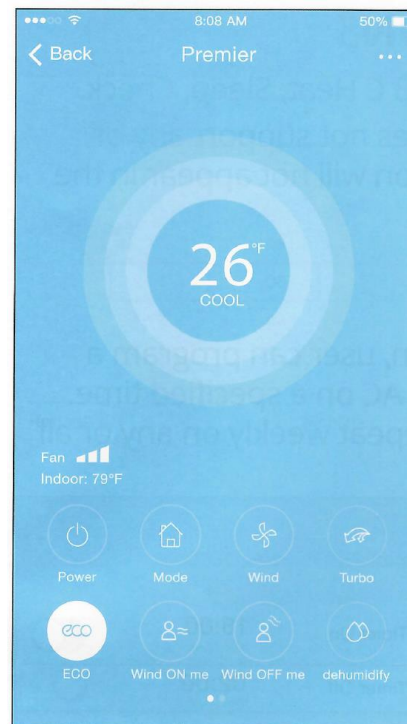 8:08 AM 50%
Back Premier ...
26°F
COOL
Fan
Indoor: 79°F
Power Mode Wind Turbo
eco
ECO Wind ON me Wind OFF me dehumidify